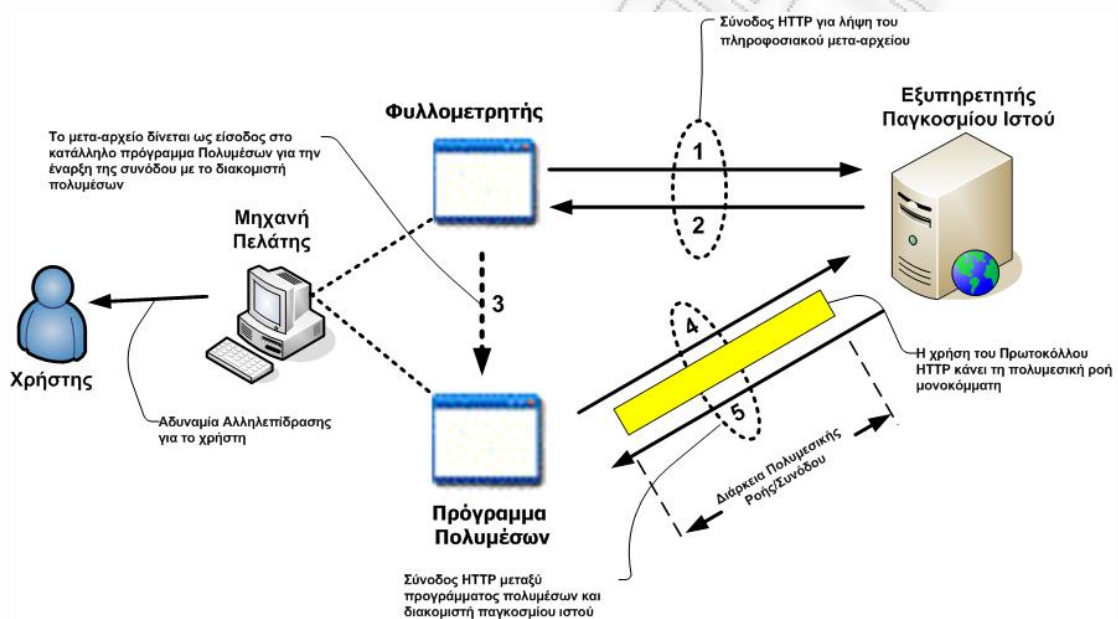 Σύνοδος HTTP για λήψη του
πληροφοσιακού μετα-αρχείου
Φυλλομετρητής
Εξυπηρετητής
Παγκοσμίου Ιστού
Το μετα-αρχείο δίνεται ως είσοδος στο
κατάλληλο πρόγραμμα Πολυμέσων για την
έναρξη της συνόδου με το διακομιστή
πολυμέσων
1
2
Μηχανή
Πελάτης
3
4
5
Χρήστης
Η χρήση του Πρωτοκόλλου
HTTP κάνει τη πολυμεσική ροή
μονοκόμματη
Αδυναμία Αλληλεπίδρασης
για το χρήστη
Διάρκεια Πολυμεσικής
Ροής/Συνόδου
Πρόγραμμα
Πολυμέσων
Σύνοδος HTTP μεταξύ
προγράμματος πολυμέσων και
διακομιστή παγκοσμίου ιστού